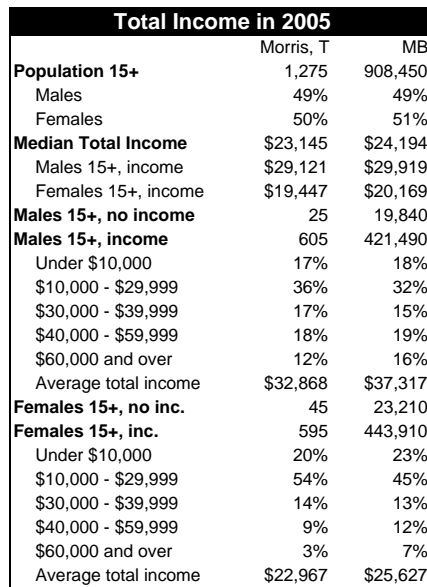 Total Income in 2005
Morris, T MB
Population 15+ 1,275 908,450
Males 49% 49%
Females 50% 51%
Median Total Income $23,145 $24,194
Males 15+, income $29,121 $29,919
Females 15+, income $19,447 $20,169
Males 15+, no income 25 19,840
Males 15+, income 605 421,490
Under $10,000 17% 18%
$10,000 - $29,999 36% 32%
$30,000 - $39,999 17% 15%
$40,000 - $59,999 18% 19%
$60,000 and over 12% 16%
Average total income $32,868 $37,317
Females 15+, no inc. 45 23,210
Females 15+, inc. 595 443,910
Under $10,000 20% 23%
$10,000 - $29,999 54% 45%
$30,000 - $39,999 14% 13%
$40,000 - $59,999 9% 12%
$60,000 and over 3% 7%
Average total income $22,967 $25,627